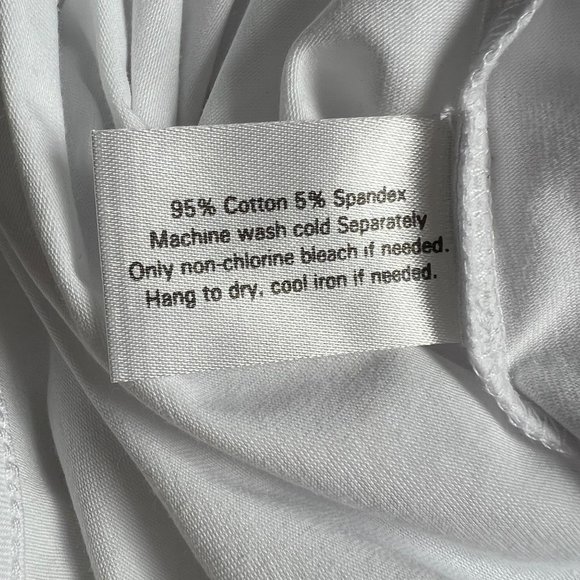 95% Cotton 5% Spandex
Machine wash cold Separately
Only non-chlorine bleach if needed.
Hang to dry, cool iron if needed.